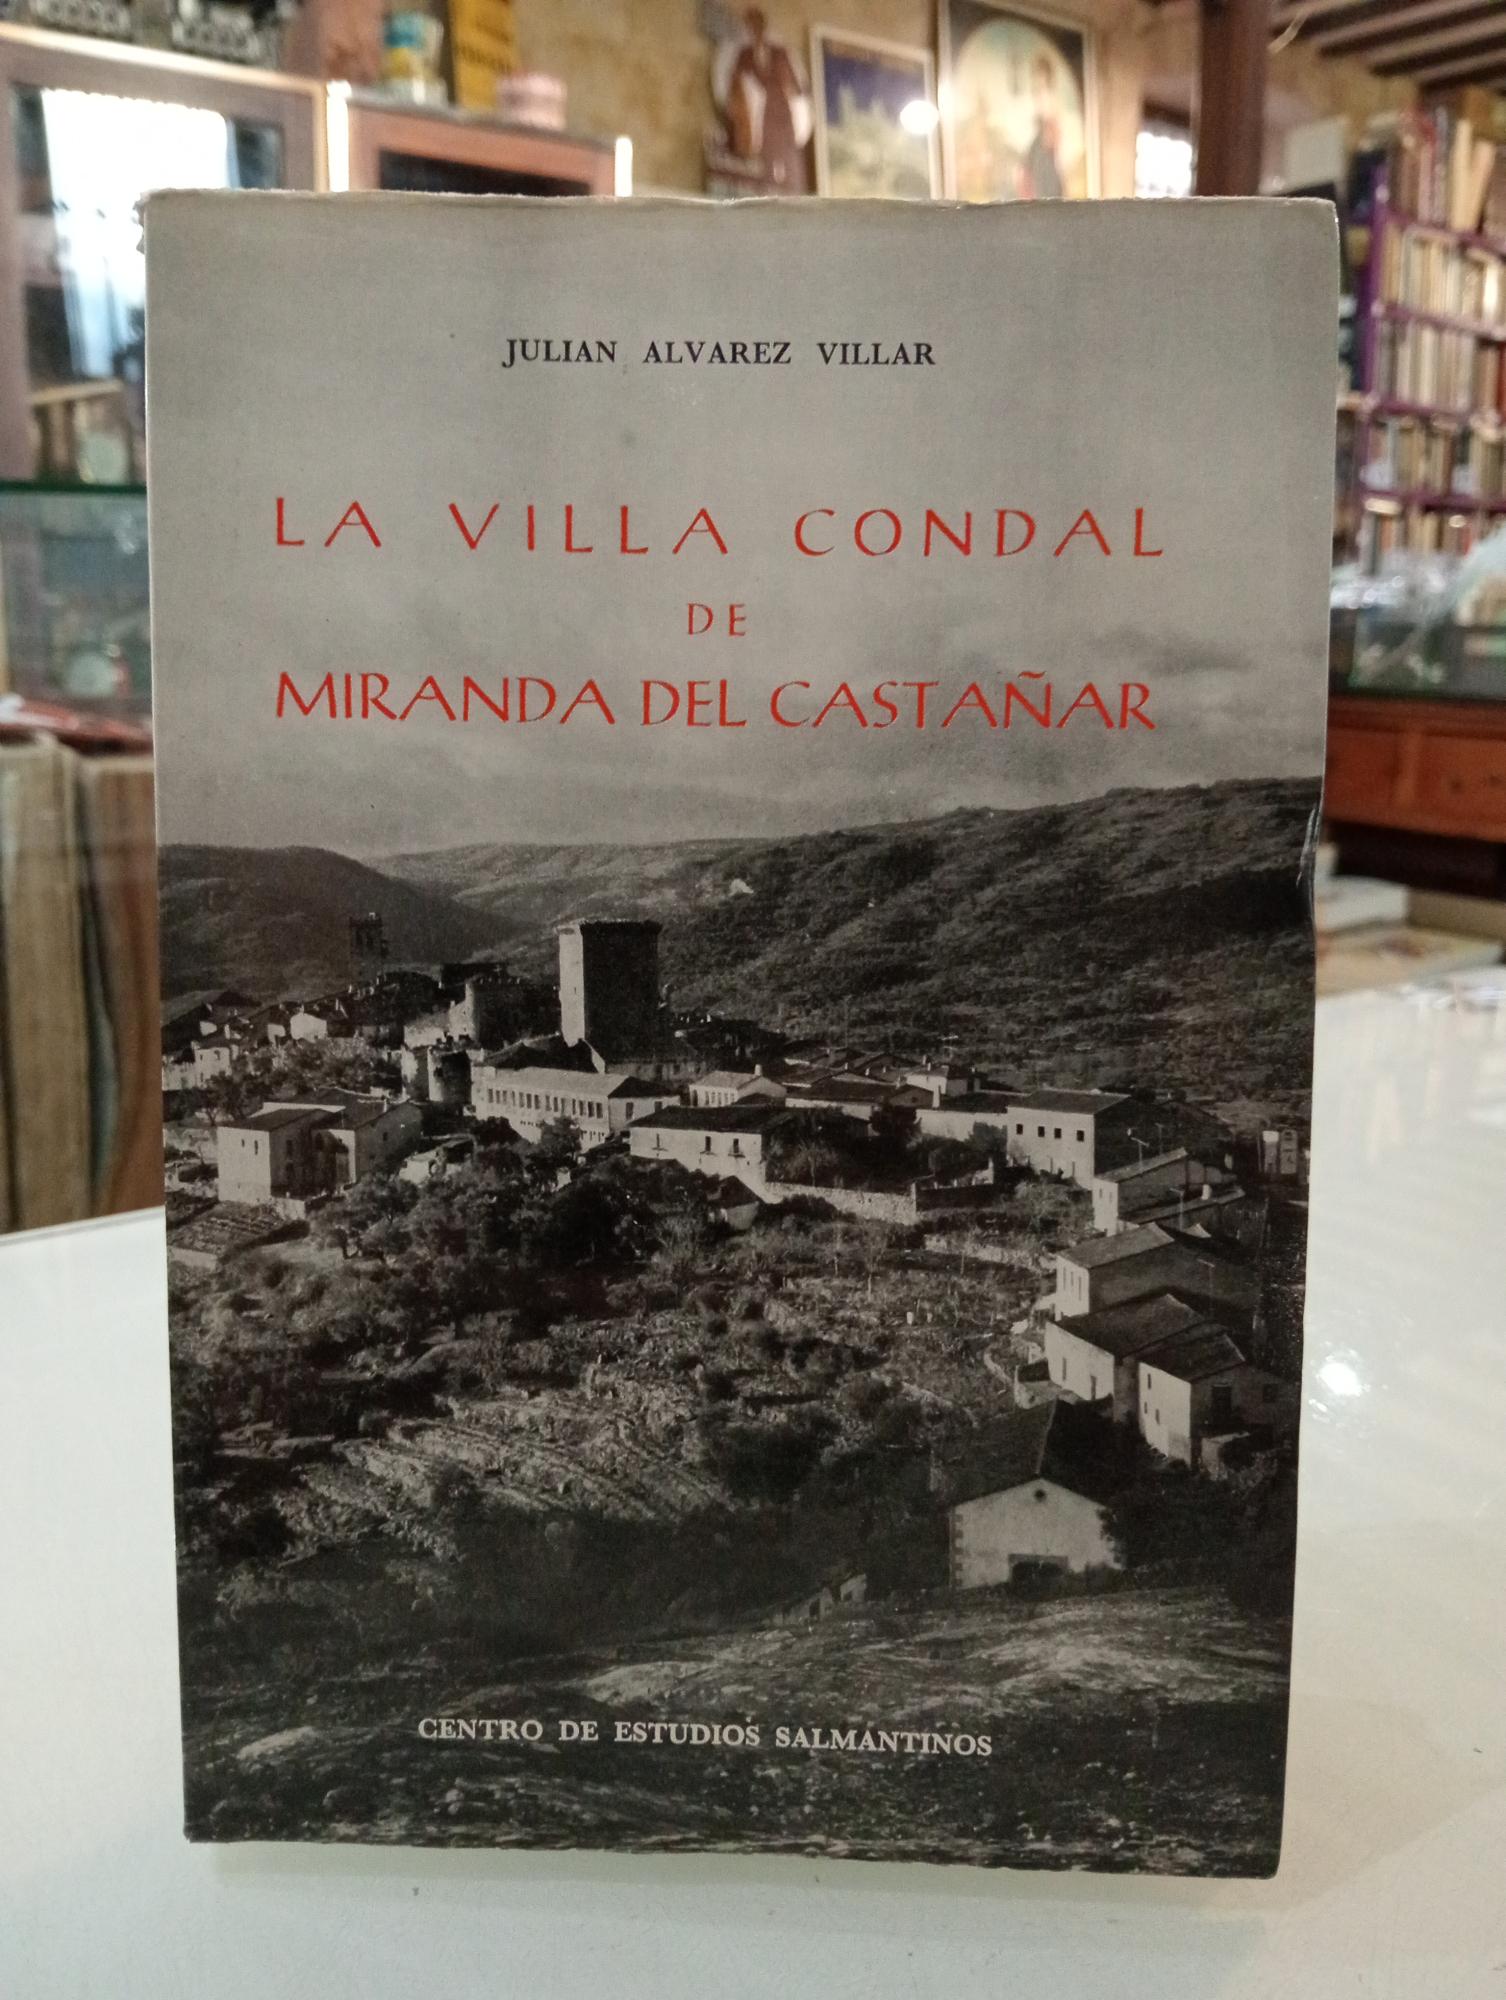 JULIAN ALVAREZ VILLAR
LA VILLA CONDAL
DE
MIRANDA DEL CASTAÑAR
CENTRO DE ESTUDIOS SALMANTINOS